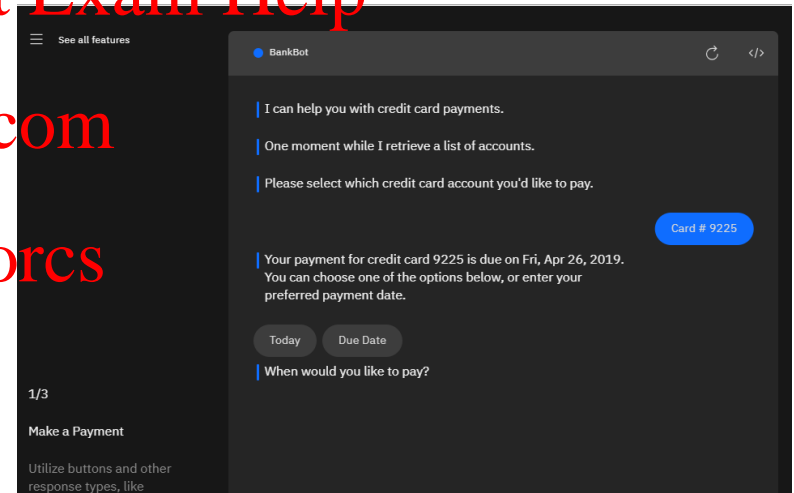 t Exam Help
See all features
BankBot
</>
I can help you with credit card payments.
com
One moment while I retrieve a list of accounts.
Please select which credit card account you'd like to pay.
Card # 9225
orcs
Your payment for credit card 9225 is due on Fri, Apr 26, 2019.
You can choose one of the options below, or enter your
preferred payment date.
Today Due Date
When would you like to pay?
1/3
Make a Payment
Utilize buttons and other
response types, like